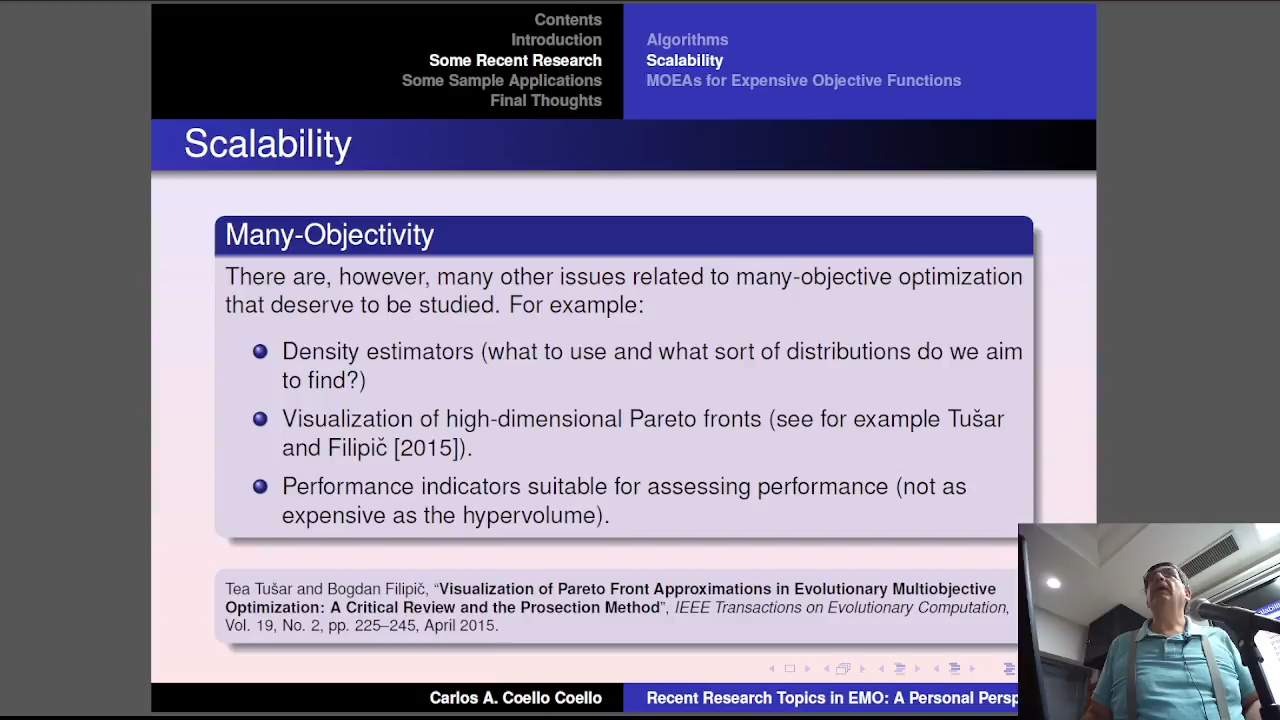 Contents
Introduction
Some Recent Research
Some Sample Applications
Final Thoughts
Algorithms
Scalability
MOEAs for Expensive Objective Functions
Scalability
Many-Objectivity
There are, however, many other issues related to many-objective optimization
that deserve to be studied. For example:
Density estimators (what to use and what sort of distributions do we aim
to find?)
Visualization of high-dimensional Pareto fronts (see for example Tušar
and Filipič [2015]).
Performance indicators suitable for assessing performance (not as
expensive as the hypervolume).
Tea Tušar and Bogdan Filipič, “Visualization of Pareto Front Approximations in Evolutionary Multiobjective
Optimization: A Critical Review and the Prosection Method”, IEEE Transactions on Evolutionary Computation,
Vol. 19, No. 2, pp. 225–245, April 2015.
Carlos A. Coello Coello
Recent Research Topics in EMO: A Personal Persp